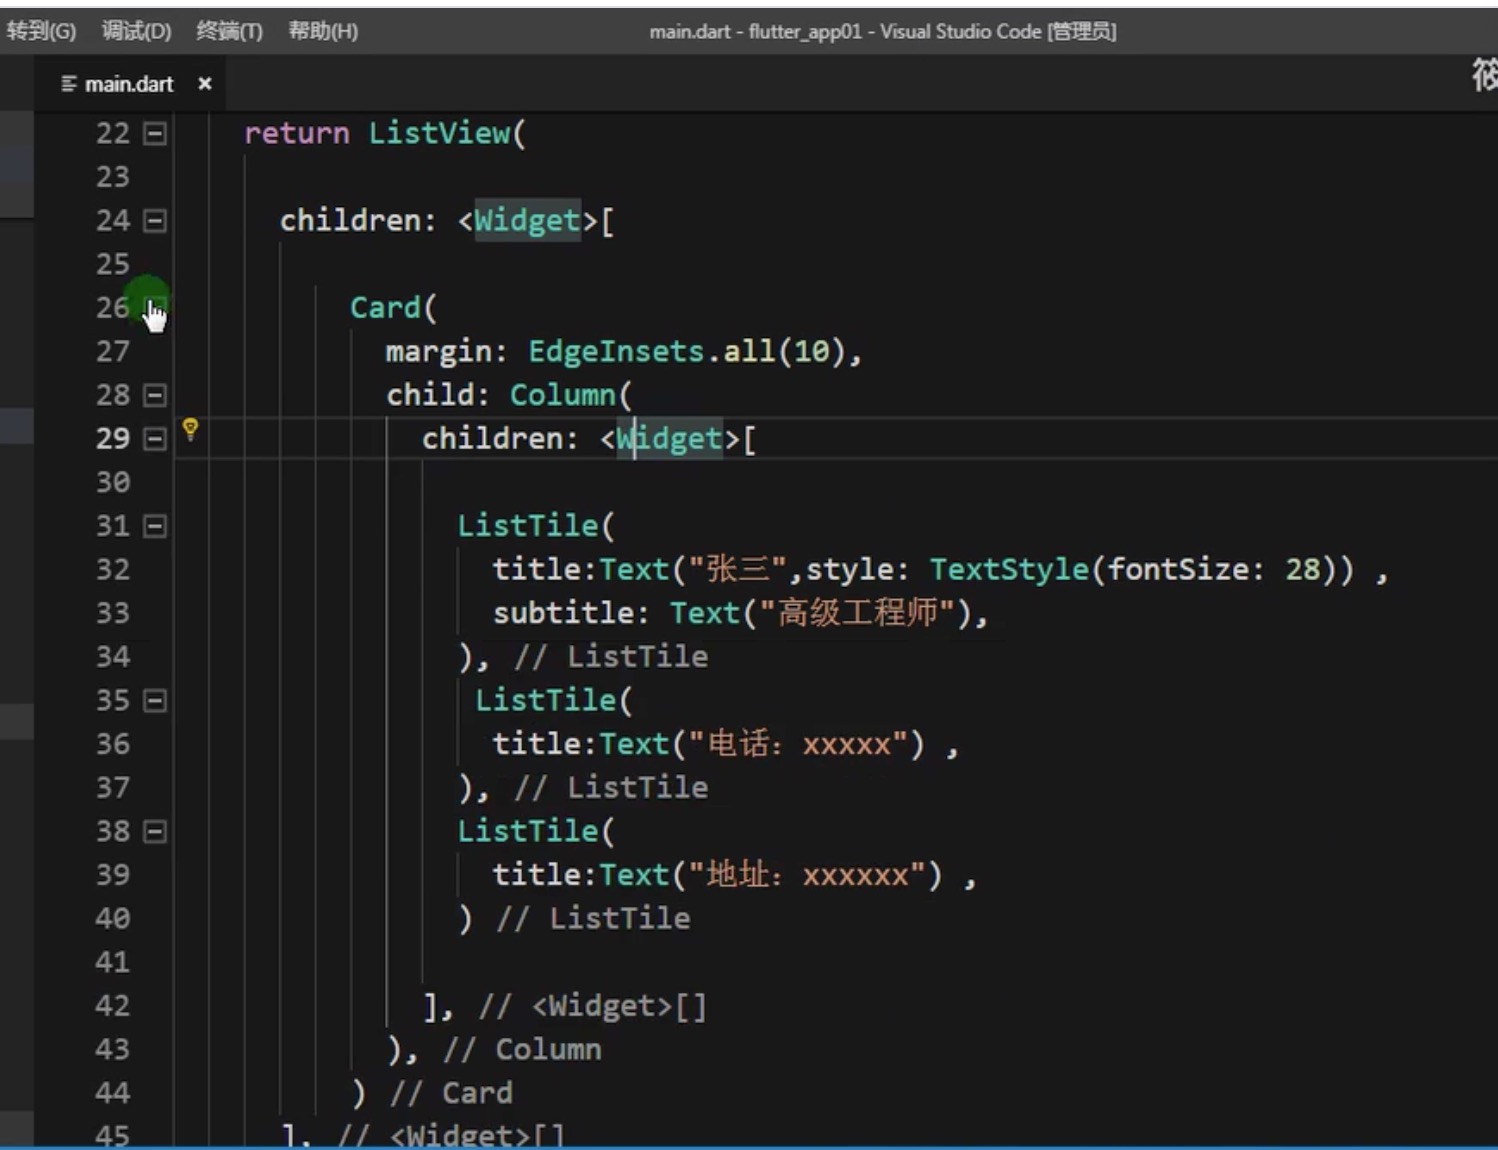 转到(G) 调试(D) 终端(T) 帮助(H) main.dart - flutter_app01 - Visual Studio Code [管理员]
main.dart ×
筱
22 return ListView(
23
24 children: <Widget>[
25
26 Card(
27 margin: EdgeInsets.all(10),
28 child: Column(
29 children: <Widget>[
30
31 ListTile(
32 title:Text("张三",style: TextStyle(fontSize: 28)) ,
33 subtitle: Text("高级工程师"),
34 ), // ListTile
35 ListTile(
36 title:Text("电话：xxxxx") ,
37 ), // ListTile
38 ListTile(
39 title:Text("地址：xxxxxx") ,
40 ) // ListTile
41
42 ], // <Widget>[]
43 ), // Column
44 ) // Card
45 ], // <Widget>[]